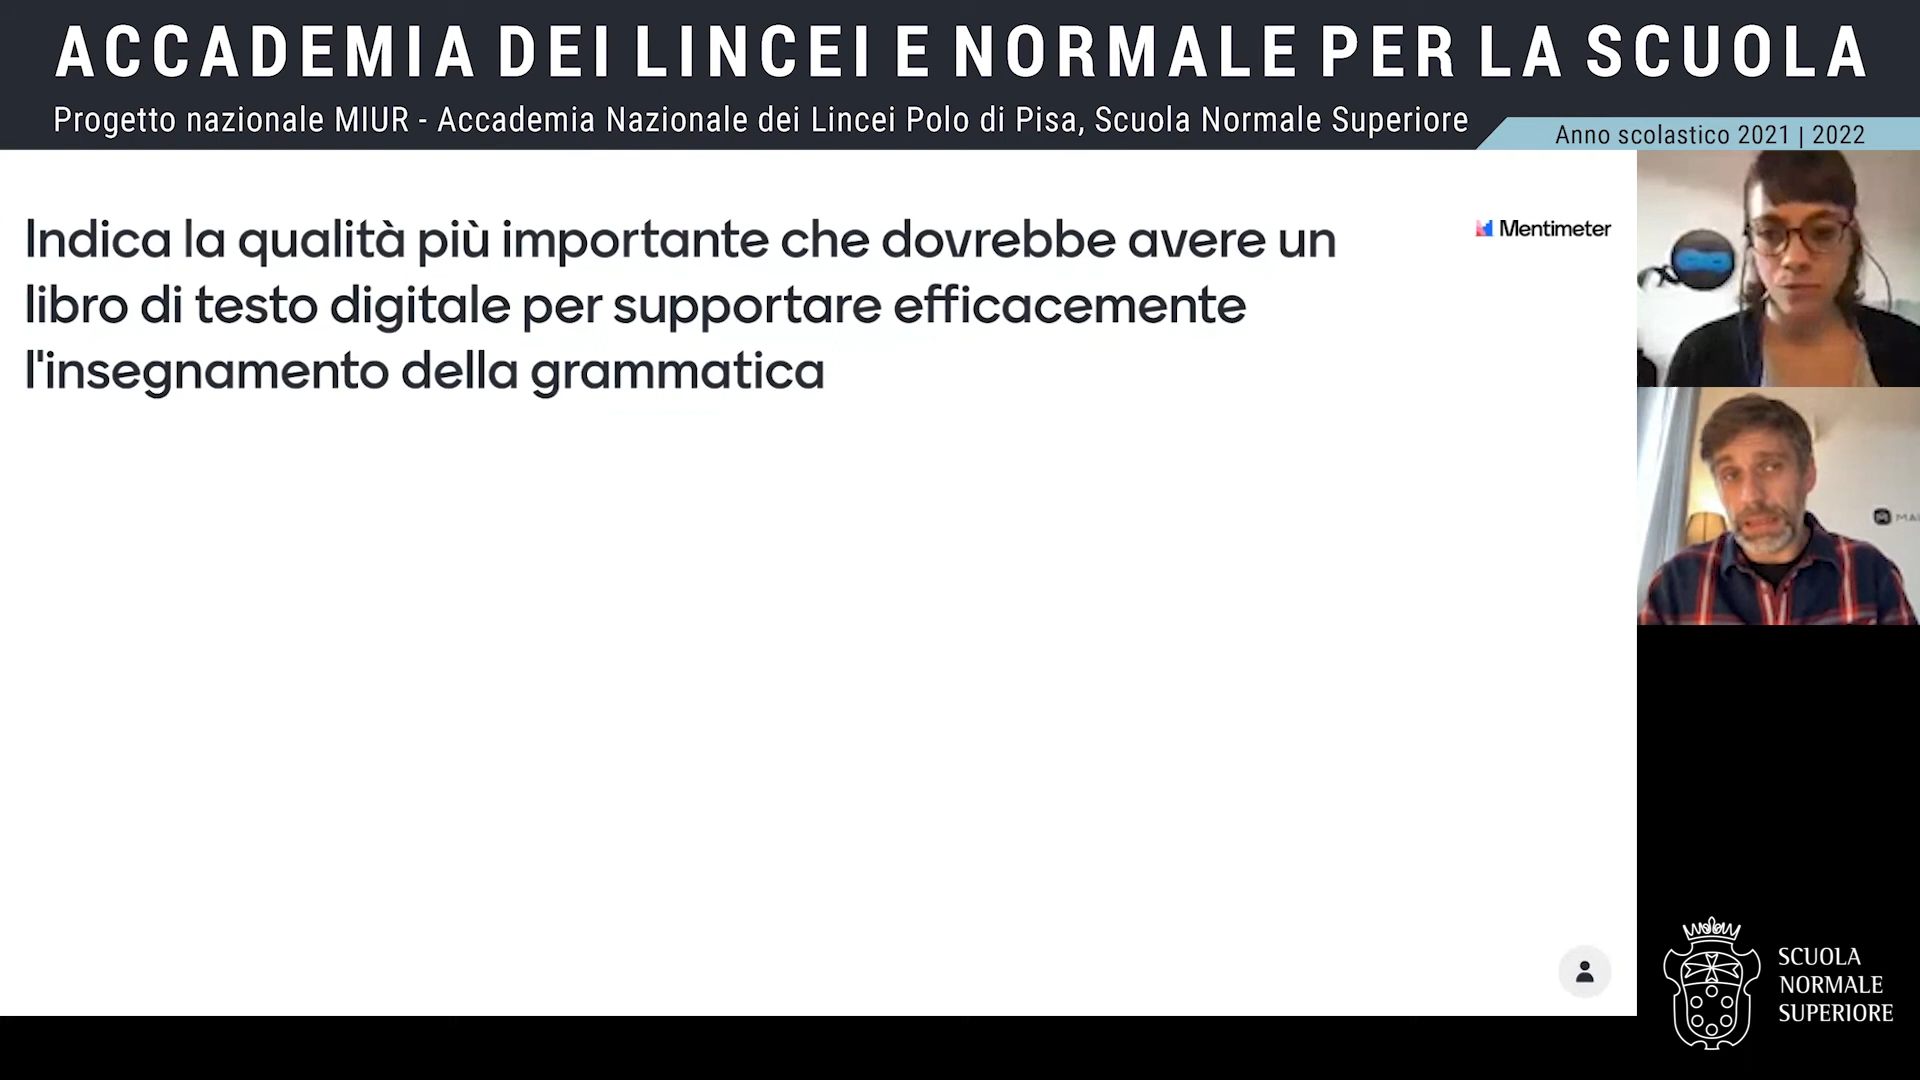 ACCADEMIA DEI LINCEI E NORMALE PER LA SCUOLA
Progetto nazionale MIUR - Accademia Nazionale dei Lincei Polo di Pisa, Scuola Normale Superiore
Anno scolastico 2021 | 2022
Indica la qualità più importante che dovrebbe avere un
libro di testo digitale per supportare efficacemente
l'insegnamento della grammatica
Mentimeter
SCUOLA
NORMALE
SUPERIORE